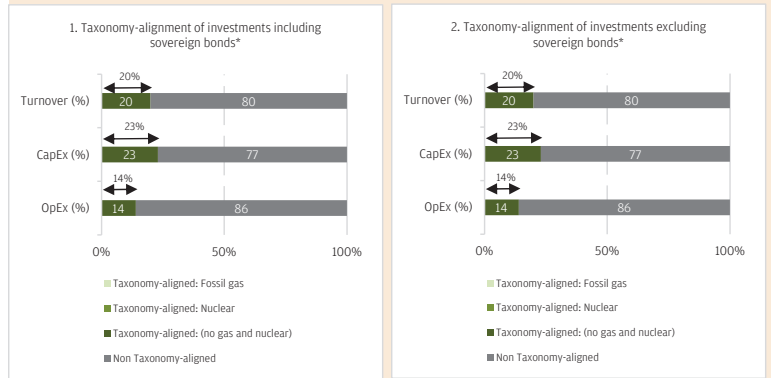 1. Taxonomy-alignment of investments including
sovereign bonds*
20%
Turnover (%)
20
80
23%
CapEx (%)
23
77
14%
OpEx (%)
14
86
0%
50%
100%
Taxonomy-aligned: Fossil gas
Taxonomy-aligned: Nuclear
Taxonomy-aligned: (no gas and nuclear)
Non Taxonomy-aligned
2. Taxonomy-alignment of investments excluding
sovereign bonds*
20%
Turnover (%)
20
80
23%
CapEx (%)
23
77
14%
OpEx (%)
14
86
0%
50%
100%
Taxonomy-aligned: Fossil gas
Taxonomy-aligned: Nuclear
Taxonomy-aligned: (no gas and nuclear)
Non Taxonomy-aligned